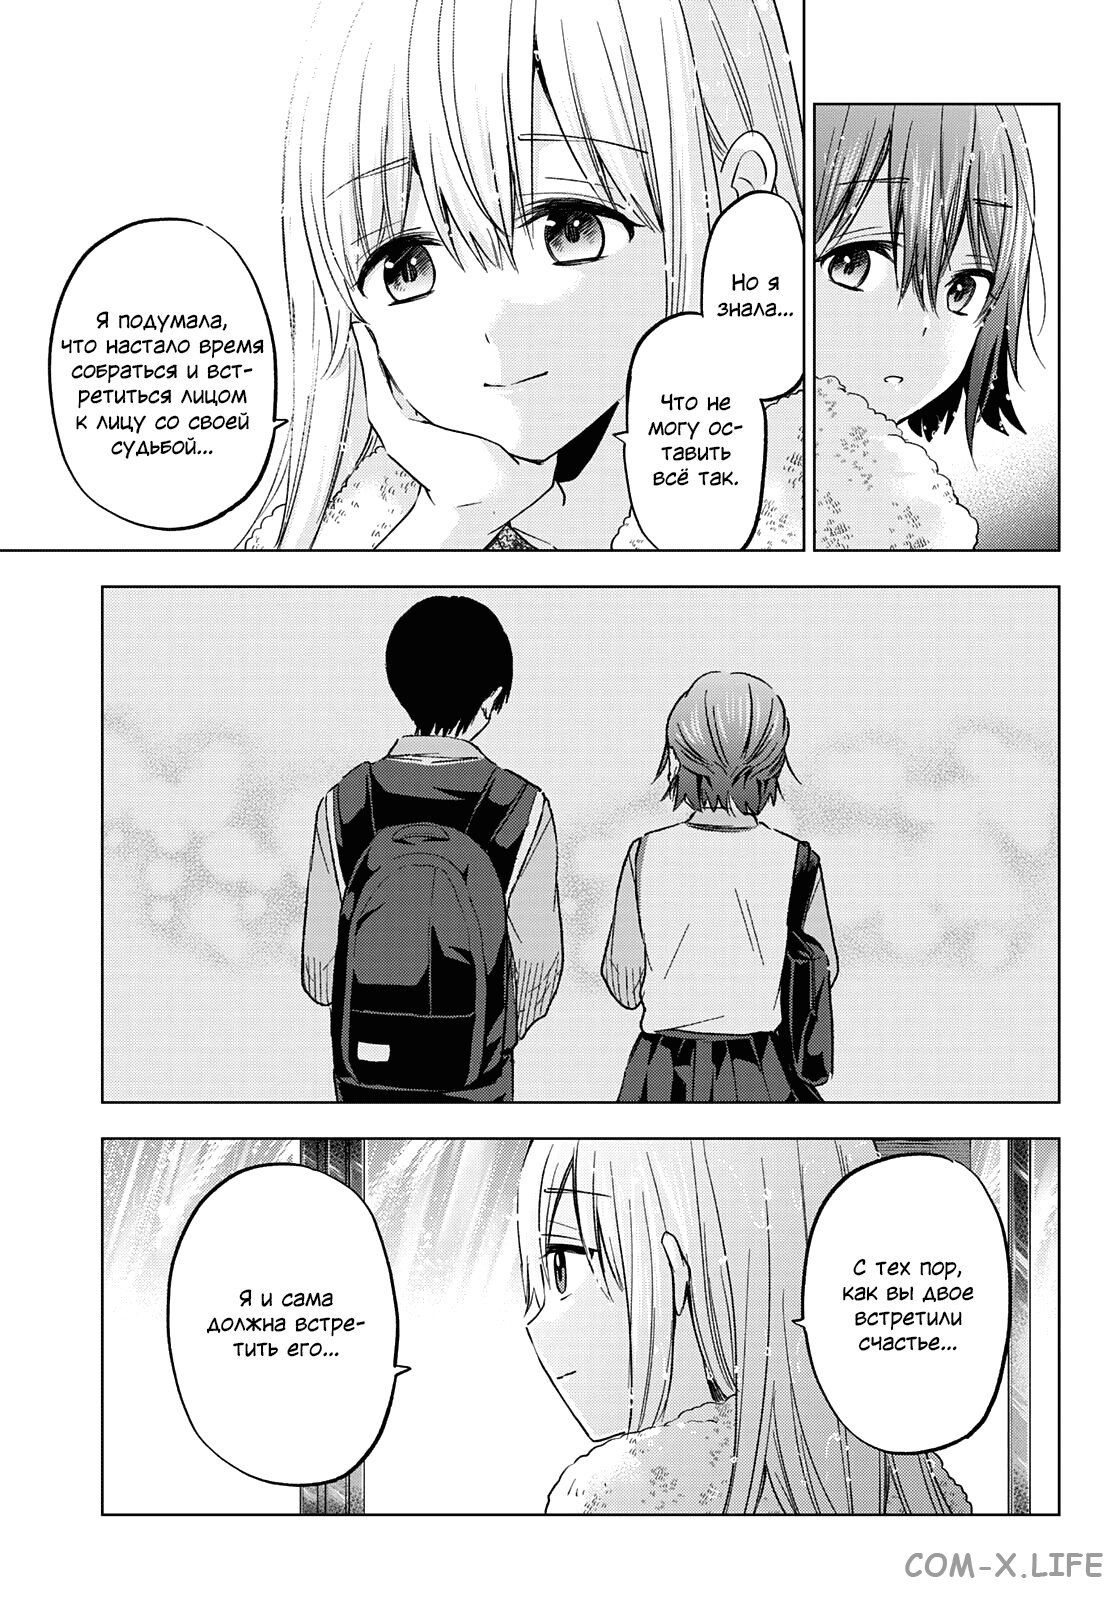 Но я
знала...
Что не
могу ос-
тавить
всё так.
Я подумала,
что настало время
собраться и вст-
ретиться лицом
к лицу со своей
судьбой...
С тех пор,
как вы двое
встретили
счастье...
Я и сама
должна встре-
тить его...
COM-X.LIFE